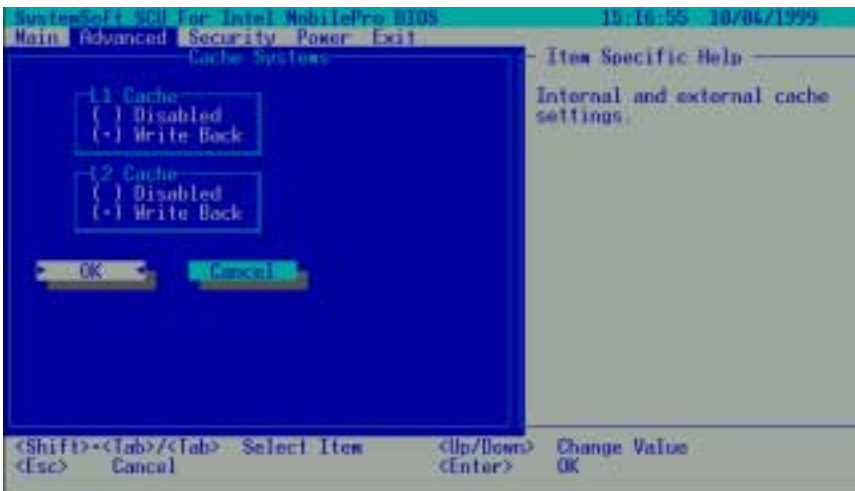 SystemSoft SCU For Intel MobilePro BIOS 15:16:55 10/04/1999
Main Advanced Security Power Exit
Cache Systems
Item Specific Help
Internal and external cache
settings.
L1 Cache
( ) Disabled
(•) Write Back
L2 Cache
( ) Disabled
(•) Write Back
OK Cancel
<Shift>+<Tab>/<Tab> Select Item <Up/Down> Change Value
<Esc> Cancel <Enter> OK